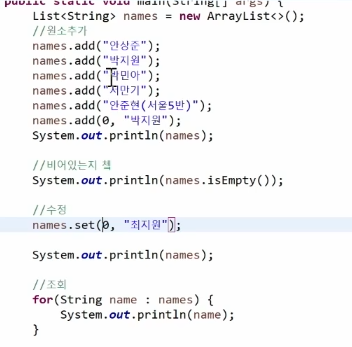 public static void main(String[] args) {
List<String> names = new ArrayList<>();
//원소추가
names.add("안상준");
names.add("박지원");
names.add("민아");
names.add("서만기");
names.add("안준현(서울5반)");
names.add(0, "박지원");
System.out.println(names);
//비어있는지 첵
System.out.println(names.isEmpty());
//수정
names.set(0, "최지원");
System.out.println(names);
//조회
for(String name : names) {
System.out.println(name);
}